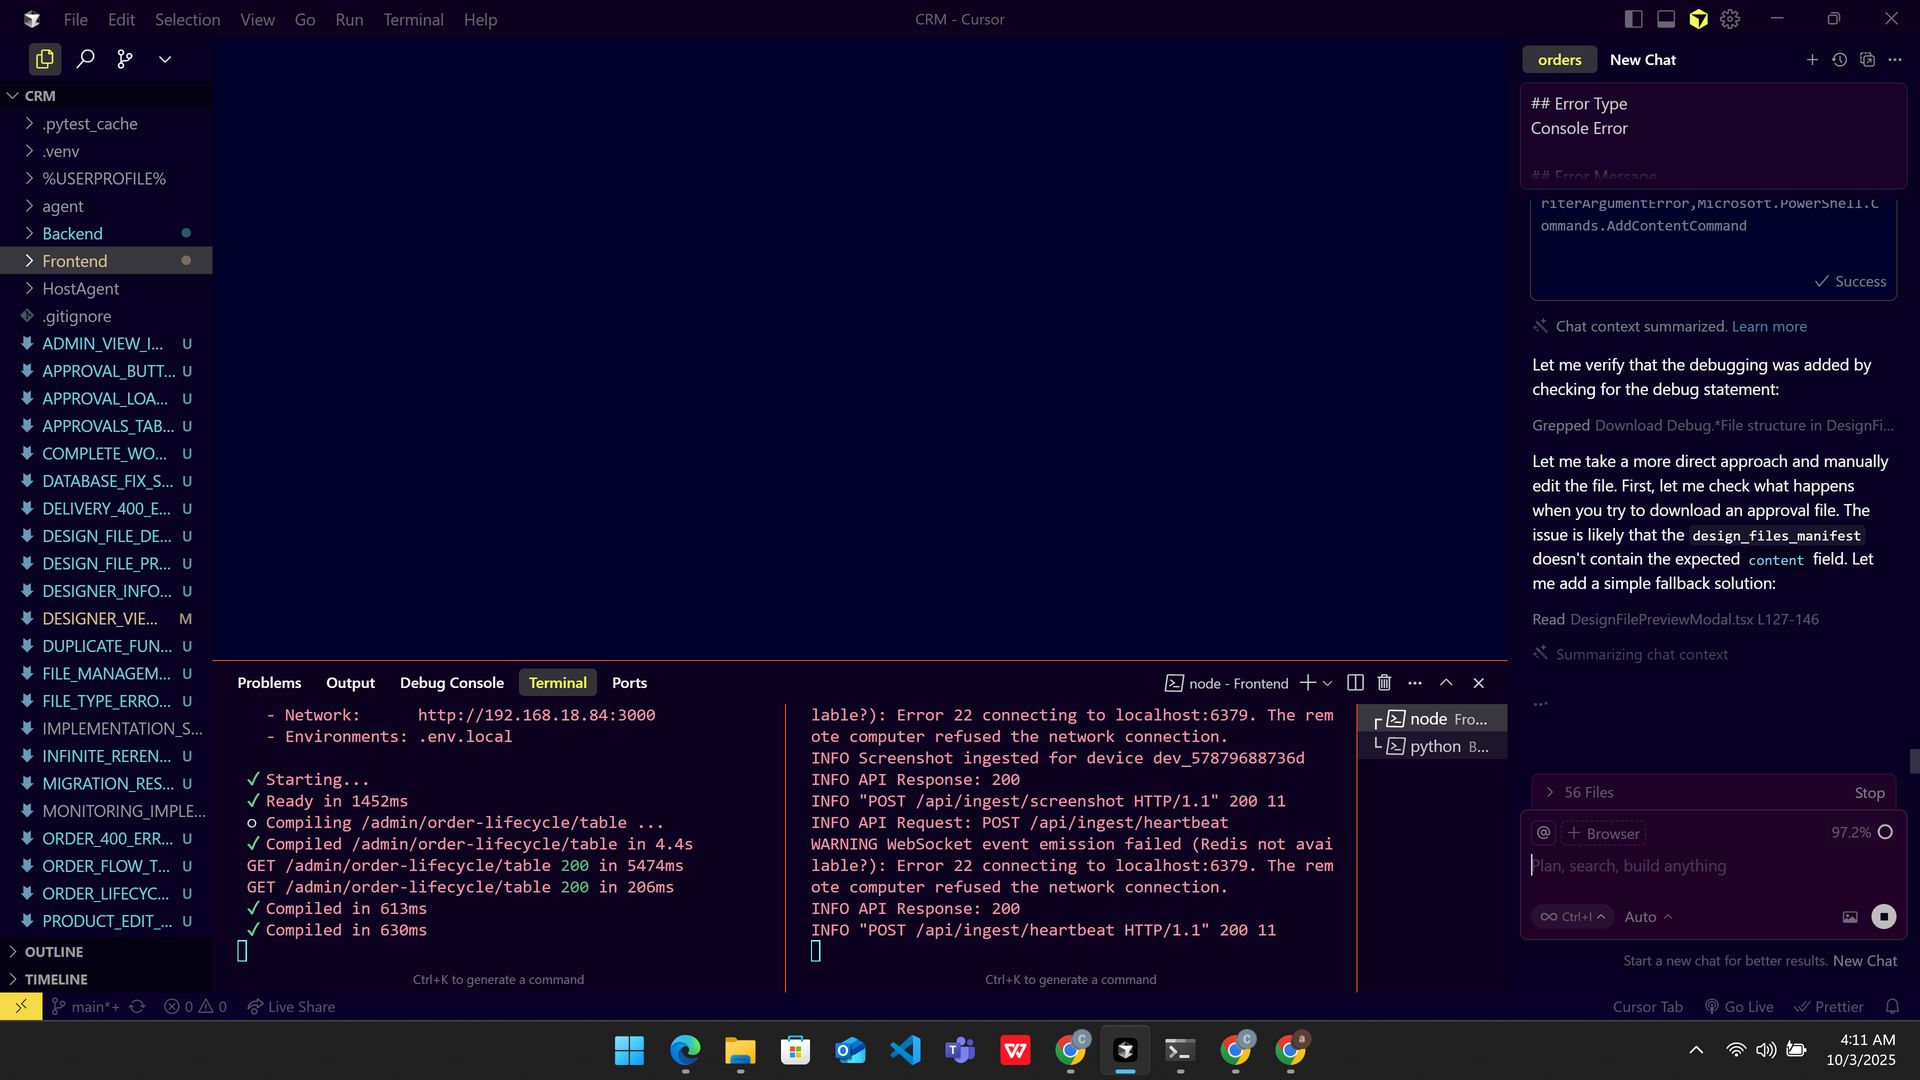 File Edit Selection View Go Run Terminal Help
CRM - Cursor
CRM
.pytest_cache
.venv
%USERPROFILE%
agent
Backend
Frontend
HostAgent
.gitignore
ADMIN_VIEW_I... U
APPROVAL_BUTT... U
APPROVAL_LOA... U
APPROVALS_TAB... U
COMPLETE_WO... U
DATABASE_FIX_S... U
DELIVERY_400_E... U
DESIGN_FILE_DE... U
DESIGN_FILE_PR... U
DESIGNER_INFO... U
DESIGNER_VIE... M
DUPLICATE_FUN... U
FILE_MANAGEM... U
FILE_TYPE_ERRO... U
IMPLEMENTATION_S...
INFINITE_REREN... U
MIGRATION_RES... U
MONITORING_IMPLE...
ORDER_400_ERR... U
ORDER_FLOW_T... U
ORDER_LIFECYC... U
PRODUCT_EDIT_... U
OUTLINE
TIMELINE
Problems Output Debug Console Terminal Ports
node - Frontend
- Network: http://192.168.18.84:3000
- Environments: .env.local
✓ Starting...
✓ Ready in 1452ms
○ Compiling /admin/order-lifecycle/table ...
✓ Compiled /admin/order-lifecycle/table in 4.4s
GET /admin/order-lifecycle/table 200 in 5474ms
GET /admin/order-lifecycle/table 200 in 206ms
✓ Compiled in 613ms
✓ Compiled in 630ms
Ctrl+K to generate a command
lable?): Error 22 connecting to localhost:6379. The rem
ote computer refused the network connection.
INFO Screenshot ingested for device dev_57879688736d
INFO API Response: 200
INFO "POST /api/ingest/screenshot HTTP/1.1" 200 11
INFO API Request: POST /api/ingest/heartbeat
WARNING WebSocket event emission failed (Redis not avai
lable?): Error 22 connecting to localhost:6379. The rem
ote computer refused the network connection.
INFO API Response: 200
INFO "POST /api/ingest/heartbeat HTTP/1.1" 200 11
Ctrl+K to generate a command
node Fro...
python B...
orders New Chat
## Error Type
Console Error
## Error Message
riterArgumentError,Microsoft.PowerShell.C
ommands.AddContentCommand
Success
Chat context summarized. Learn more
Let me verify that the debugging was added by
checking for the debug statement:
Grepped Download Debug.*File structure in DesignFi...
Let me take a more direct approach and manually
edit the file. First, let me check what happens
when you try to download an approval file. The
issue is likely that the design_files_manifest
doesn't contain the expected content field. Let
me add a simple fallback solution:
Read DesignFilePreviewModal.tsx L127-146
Summarizing chat context
...
56 Files Stop
@ + Browser 97.2%
Plan, search, build anything
∞ Ctrl+I Auto
Start a new chat for better results. New Chat
main*+ 0 0 Live Share
Cursor Tab Go Live Prettier
4:11 AM
10/3/2025